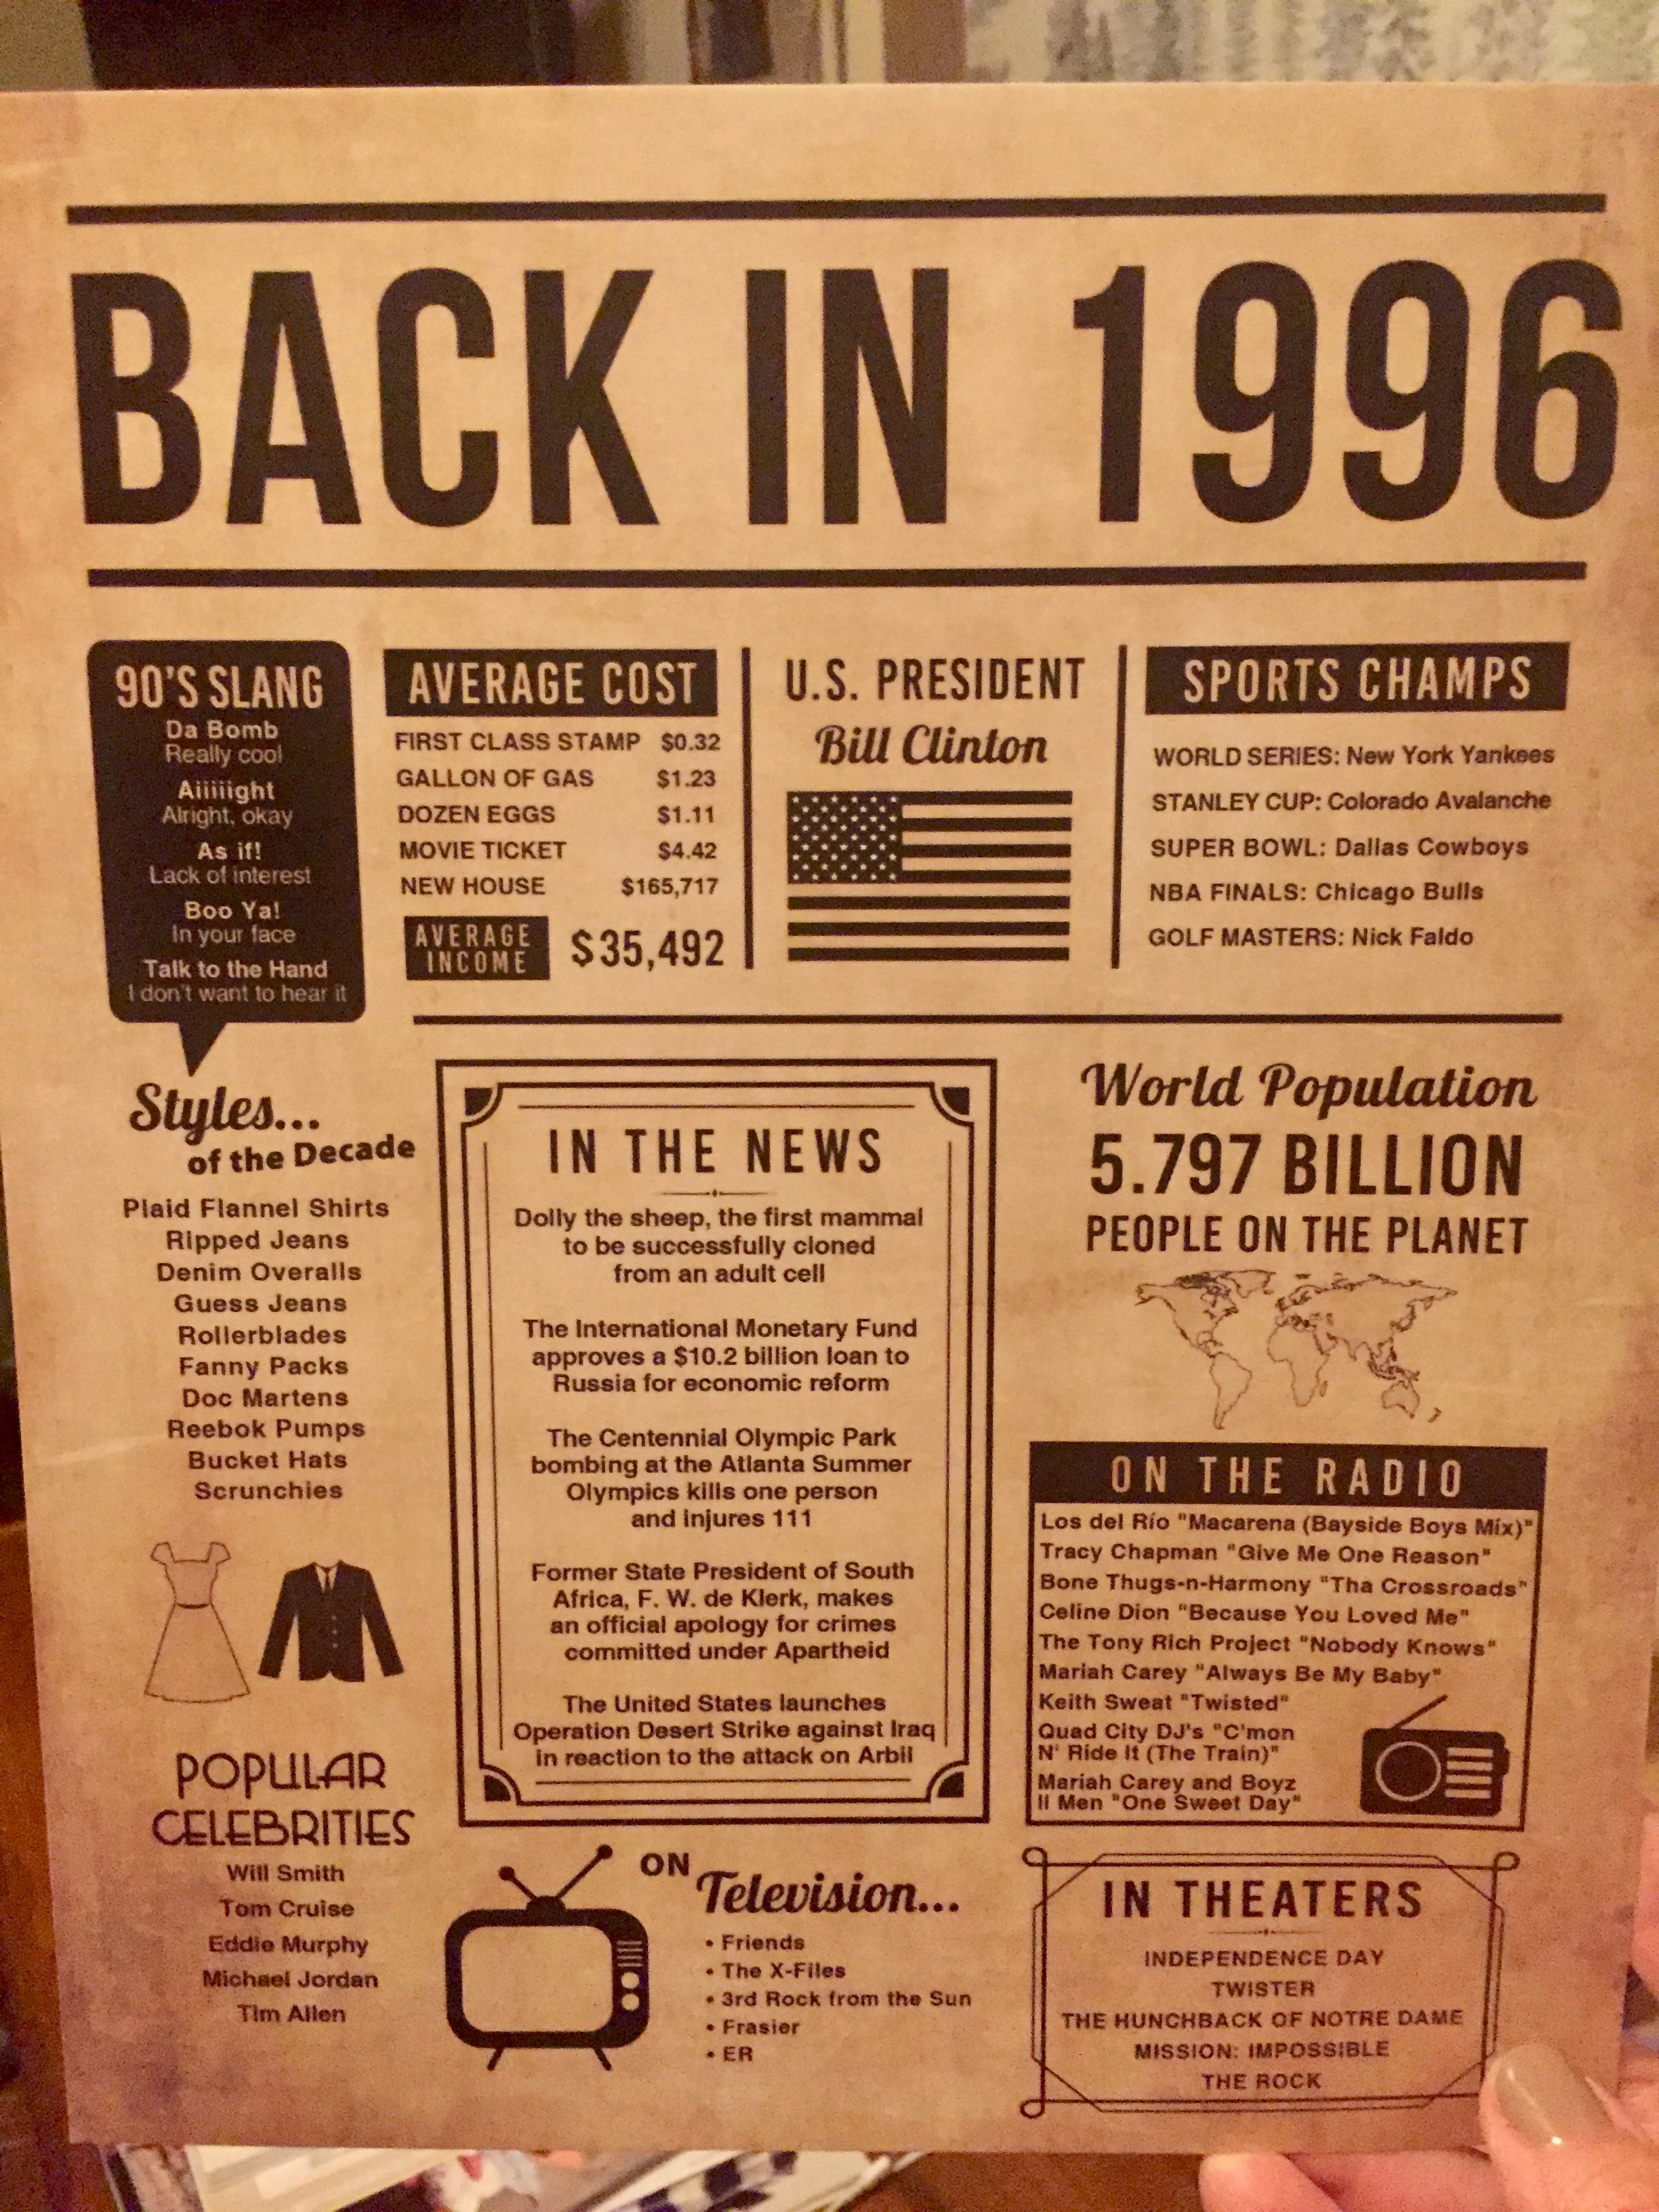 BACK IN 1996
90'S SLANG
Da Bomb
Really cool
Aiiiiight
Alright, okay
As if!
Lack of interest
Boo Ya!
In your face
Talk to the Hand
I don't want to hear it
AVERAGE COST
FIRST CLASS STAMP $0.32
GALLON OF GAS $1.23
DOZEN EGGS $1.11
MOVIE TICKET $4.42
NEW HOUSE $165,717
AVERAGE
INCOME
$35,492
U.S. PRESIDENT
Bill Clinton
SPORTS CHAMPS
WORLD SERIES: New York Yankees
STANLEY CUP: Colorado Avalanche
SUPER BOWL: Dallas Cowboys
NBA FINALS: Chicago Bulls
GOLF MASTERS: Nick Faldo
Styles...
of the Decade
Plaid Flannel Shirts
Ripped Jeans
Denim Overalls
Guess Jeans
Rollerblades
Fanny Packs
Doc Martens
Reebok Pumps
Bucket Hats
Scrunchies
POPULAR
CELEBRITIES
Will Smith
Tom Cruise
Eddie Murphy
Michael Jordan
Tim Allen
IN THE NEWS
Dolly the sheep, the first mammal
to be successfully cloned
from an adult cell
The International Monetary Fund
approves a $10.2 billion loan to
Russia for economic reform
The Centennial Olympic Park
bombing at the Atlanta Summer
Olympics kills one person
and injures 111
Former State President of South
Africa, F. W. de Klerk, makes
an official apology for crimes
committed under Apartheid
The United States launches
Operation Desert Strike against Iraq
in reaction to the attack on Arbil
ON
Television...
• Friends
• The X-Files
• 3rd Rock from the Sun
• Frasier
• ER
World Population
5.797 BILLION
PEOPLE ON THE PLANET
ON THE RADIO
Los del Río "Macarena (Bayside Boys Mix)"
Tracy Chapman "Give Me One Reason"
Bone Thugs-n-Harmony "Tha Crossroads"
Celine Dion "Because You Loved Me"
The Tony Rich Project "Nobody Knows"
Mariah Carey "Always Be My Baby"
Keith Sweat "Twisted"
Quad City DJ's "C'mon
N' Ride It (The Train)"
Mariah Carey and Boyz
II Men "One Sweet Day"
IN THEATERS
INDEPENDENCE DAY
TWISTER
THE HUNCHBACK OF NOTRE DAME
MISSION: IMPOSSIBLE
THE ROCK